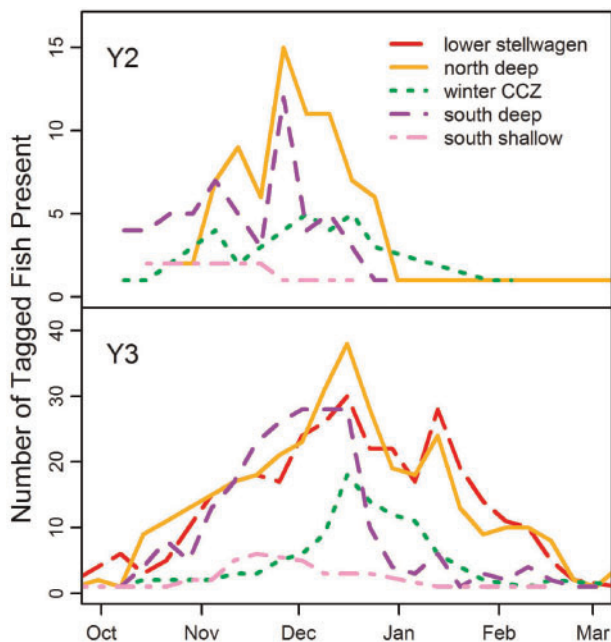 Number of Tagged Fish Present
Y2
15
10
5
0
lower stellwagen
north deep
winter CCZ
south deep
south shallow
Y3
40
30
20
10
0
Oct Nov Dec Jan Feb Mar